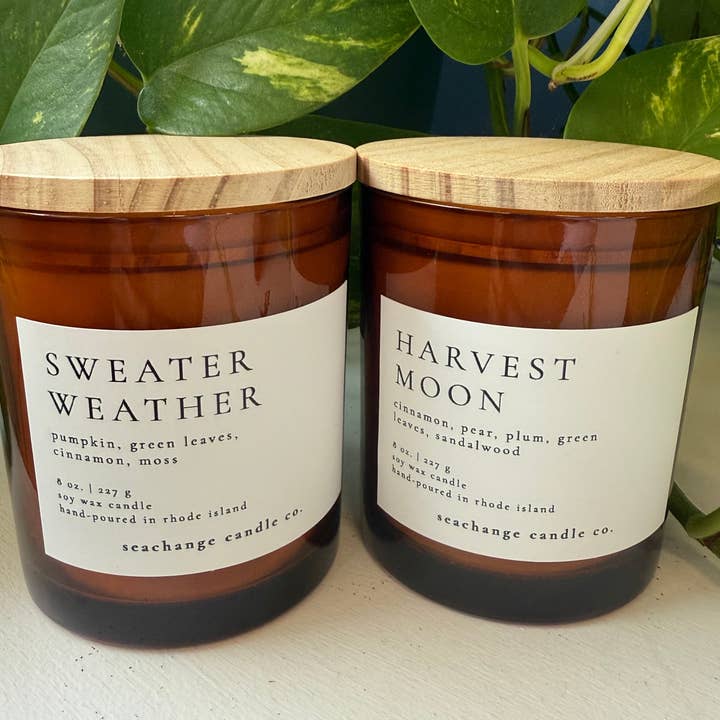 SWEATER
WEATHER
pumpkin, green leaves,
cinnamon, moss
8 oz. | 227 g
soy wax candle
hand-poured in rhode island
seachange candle co.
HARVEST
MOON
cinnamon, pear, plum, green
leaves, sandalwood
8 oz. | 227 g
soy wax candle
hand-poured in rhode island
seachange candle co.